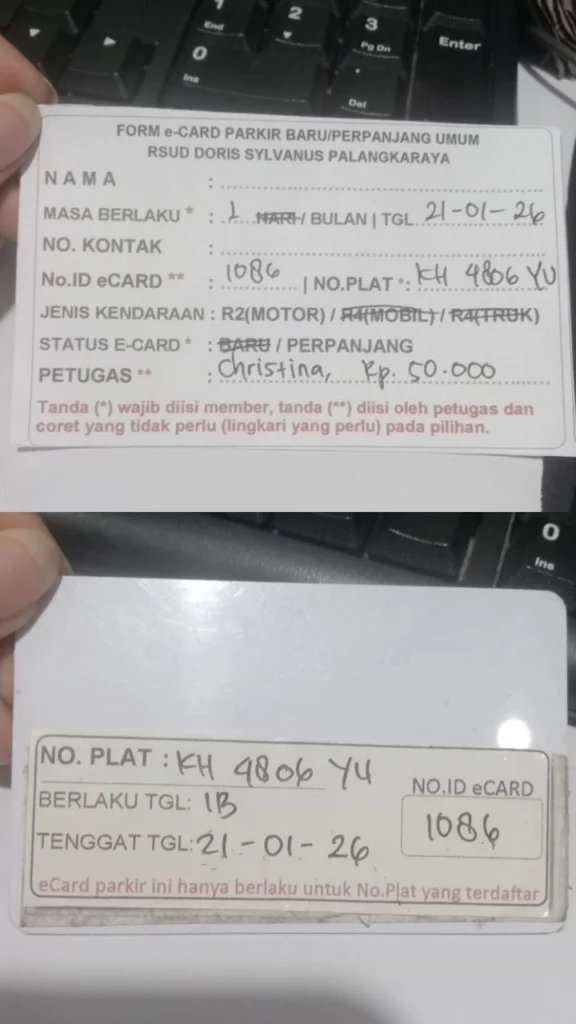 1
End
2
3
Pg Dn
Enter
0
Ins
.
Del
FORM e-CARD PARKIR BARU/PERPANJANG UMUM
RSUD DORIS SYLVANUS PALANGKARAYA
NAMA :
MASA BERLAKU * : 1 HARI / BULAN | TGL. 21-01-26
NO. KONTAK :
No.ID eCARD ** : 1086 | NO.PLAT *: KH 4806 YU
JENIS KENDARAAN : R2(MOTOR) / R4(MOBIL) / R4(TRUK)
STATUS E-CARD * : BARU / PERPANJANG
PETUGAS ** : Christina, Rp. 50.000
Tanda (*) wajib diisi member, tanda (**) diisi oleh petugas dan
coret yang tidak perlu (lingkari yang perlu) pada pilihan.
0
Ins
NO. PLAT : KH 4806 YU
NO.ID eCARD
BERLAKU TGL: 1B
1086
TENGGAT TGL: 21-01-26
eCard parkir ini hanya berlaku untuk No.Plat yang terdaftar